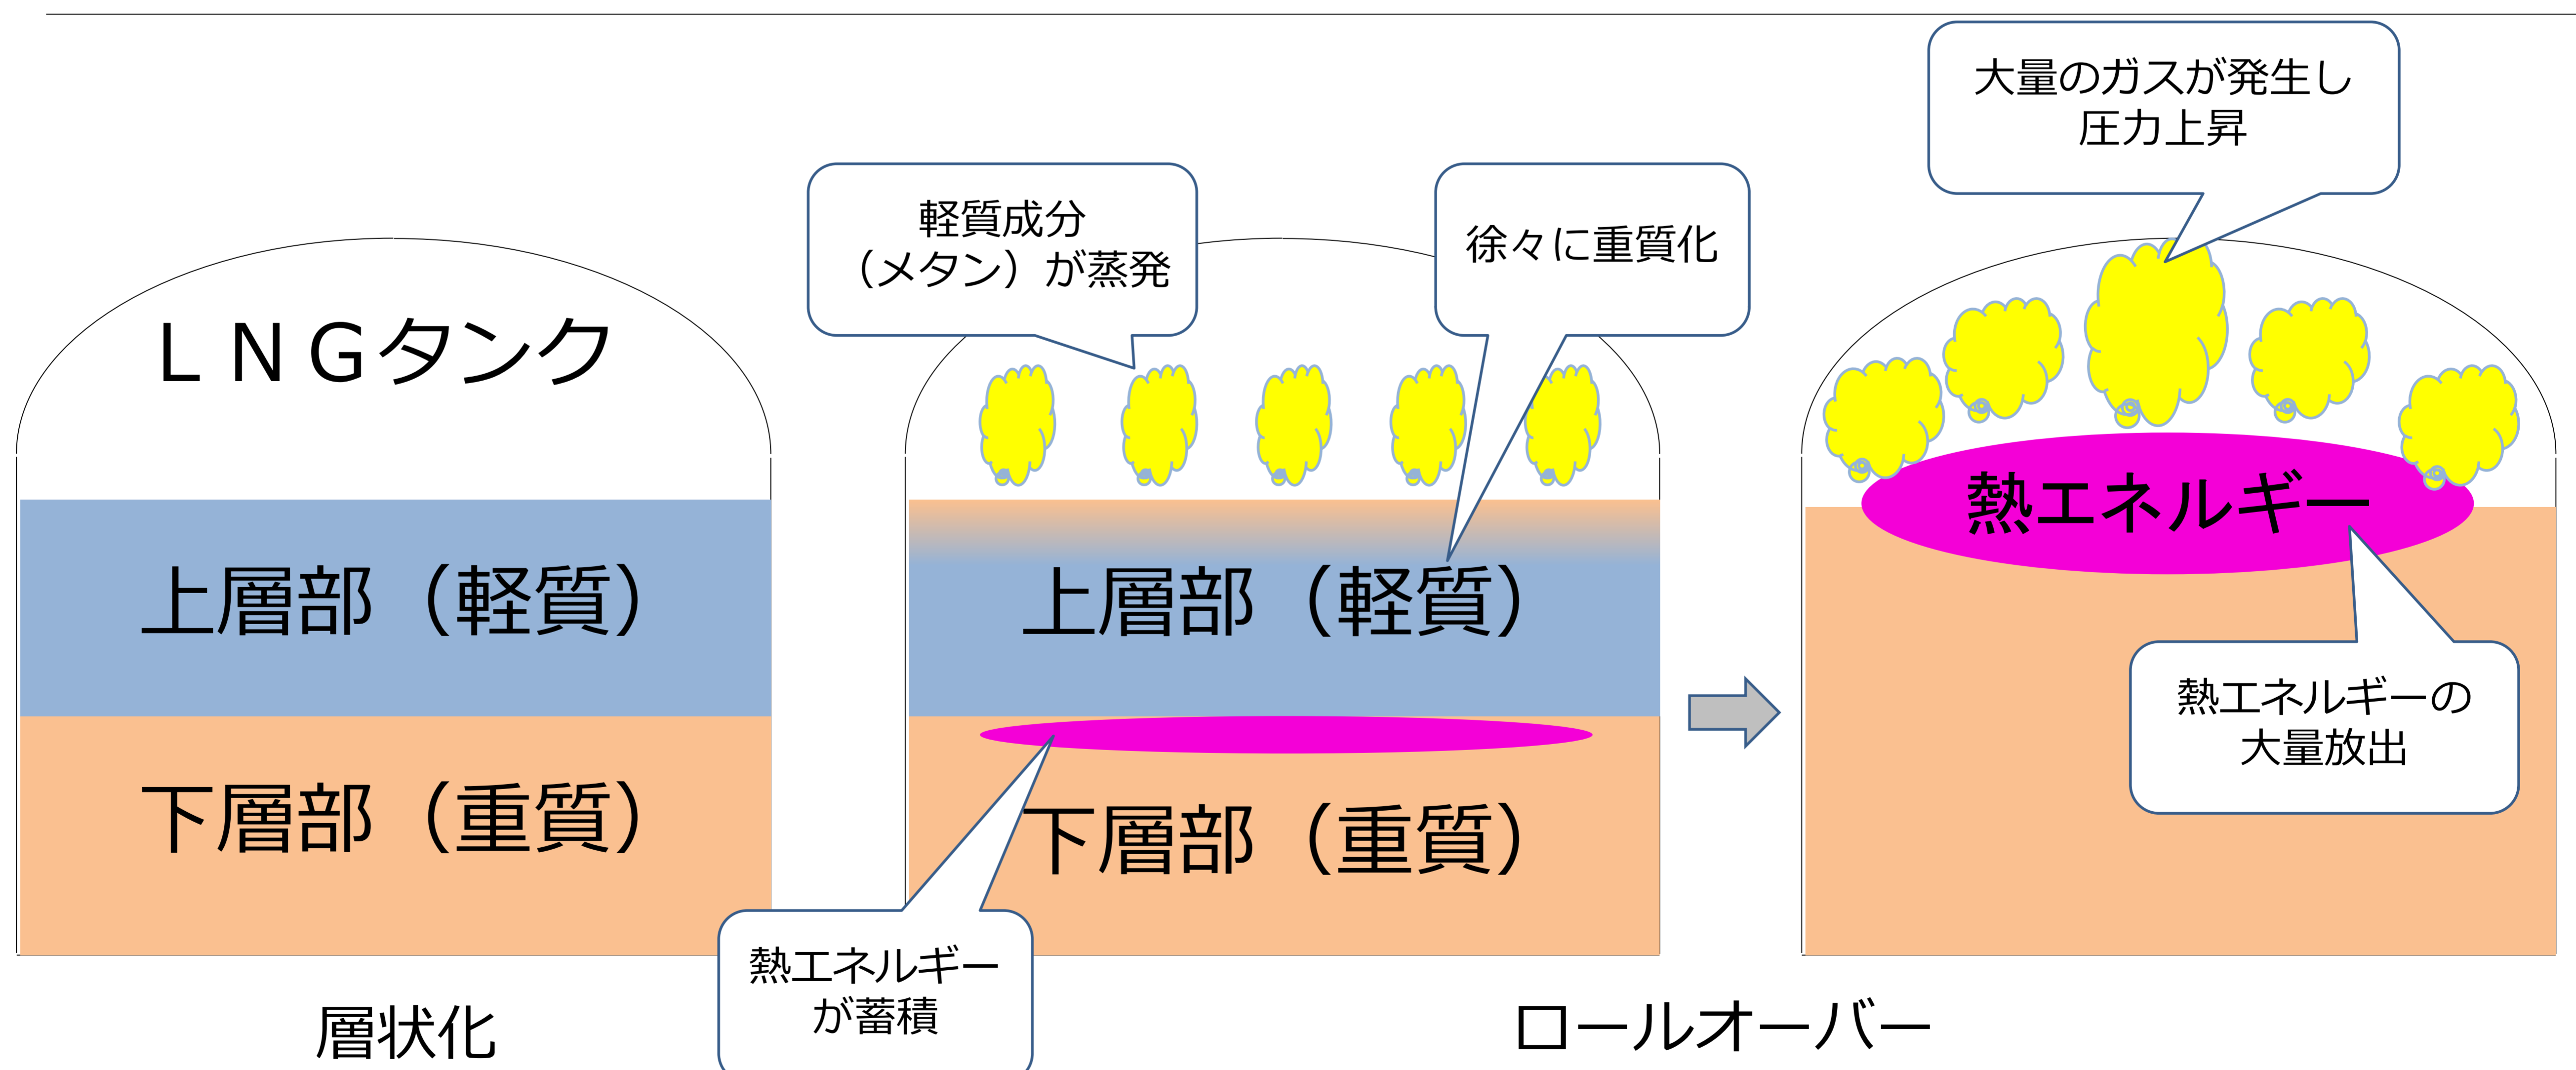 ＬＮＧタンク
上層部（軽質）
下層部（重質）
層状化
軽質成分
（メタン）が蒸発
徐々に重質化
上層部（軽質）
下層部（重質）
熱エネルギー
が蓄積
大量のガスが発生し
圧力上昇
熱エネルギー
熱エネルギーの
大量放出
ロールオーバー